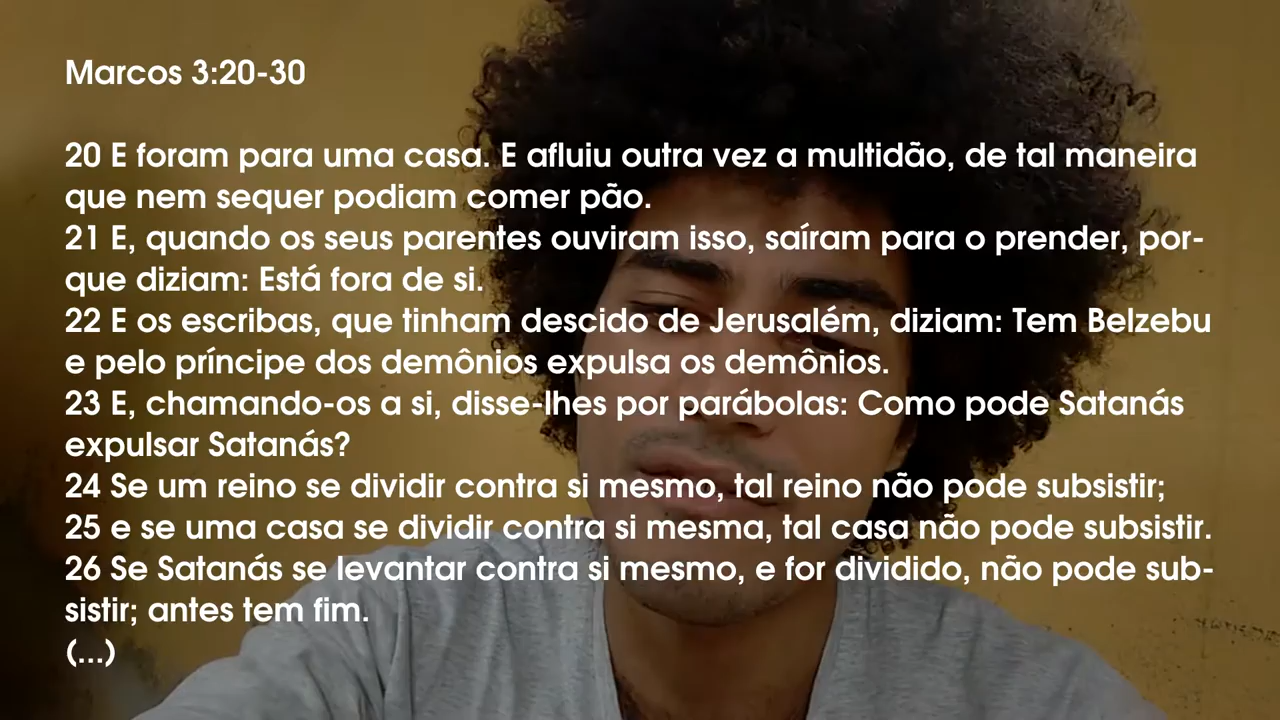 Marcos 3:20-30
20 E foram para uma casa. E afluiu outra vez a multidão, de tal maneira
que nem sequer podiam comer pão.
21 E, quando os seus parentes ouviram isso, saíram para o prender, por-
que diziam: Está fora de si.
22 E os escribas, que tinham descido de Jerusalém, diziam: Tem Belzebu
e pelo príncipe dos demônios expulsa os demônios.
23 E, chamando-os a si, disse-lhes por parábolas: Como pode Satanás
expulsar Satanás?
24 Se um reino se dividir contra si mesmo, tal reino não pode subsistir;
25 e se uma casa se dividir contra si mesma, tal casa não pode subsistir.
26 Se Satanás se levantar contra si mesmo, e for dividido, não pode sub-
sistir; antes tem fim.
(...)